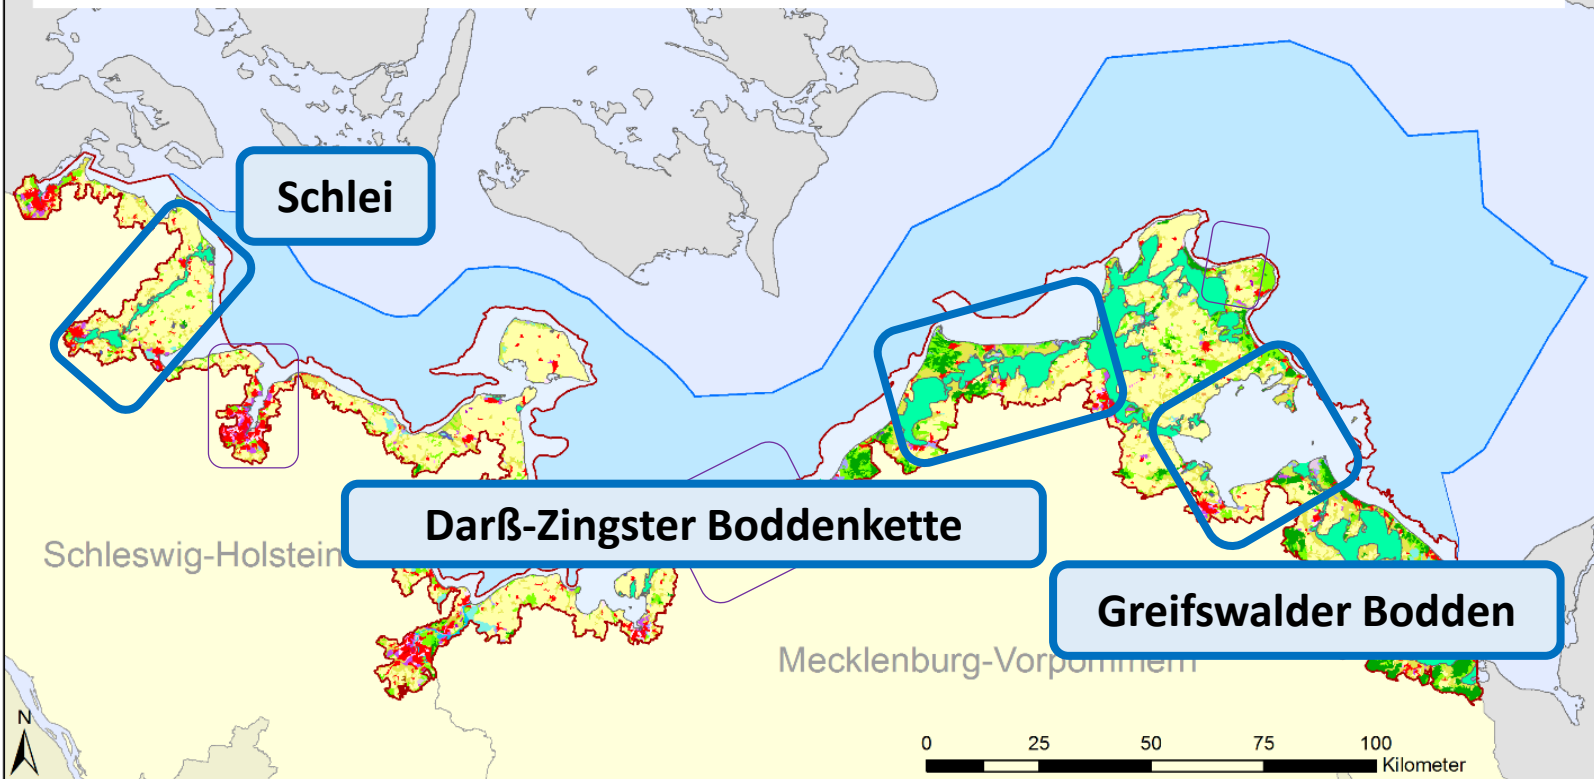 Schlei
Darß-Zingster Boddenkette
Schleswig-Holstein
Greifswalder Bodden
Mecklenburg-Vorpommern
N
0 25 50 75 100
Kilometer